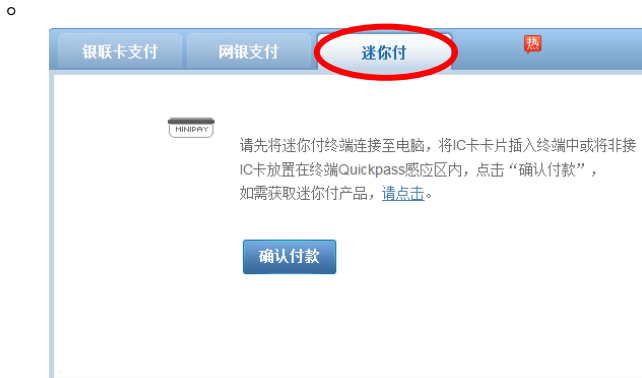 。
银联卡支付 网银支付 迷你付 热
MINIPAY
请先将迷你付终端连接至电脑，将IC卡卡片插入终端中或将非接
IC卡放置在终端Quickpass感应区内，点击“确认付款”，
如需获取迷你付产品，请点击。
确认付款